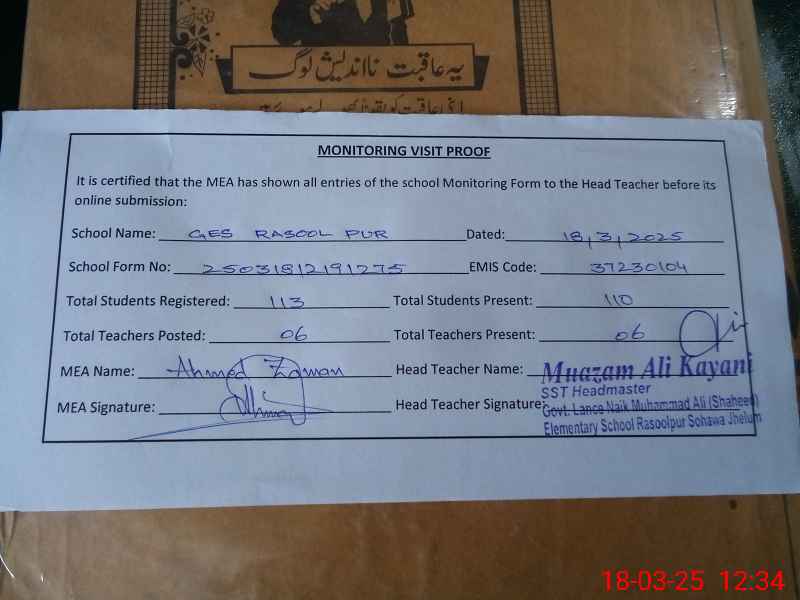 یہ عاقبت نااندیش لوگ
MONITORING VISIT PROOF
It is certified that the MEA has shown all entries of the school Monitoring Form to the Head Teacher before its
online submission:
School Name: GES RASOOL PUR Dated: 18,3,2025
School Form No: 25031812191275 EMIS Code: 37230104
Total Students Registered: 113 Total Students Present: 110
Total Teachers Posted: 06 Total Teachers Present: 06
MEA Name: Ahmed Zaman Head Teacher Name: Muazam Ali Kayani
SST Headmaster
MEA Signature: Head Teacher Signature: Govt. Lance Naik Muhammad Ali (Shaheed)
Elementary School Rasoolpur Sohawa Jhelum
18-03-25 12:34